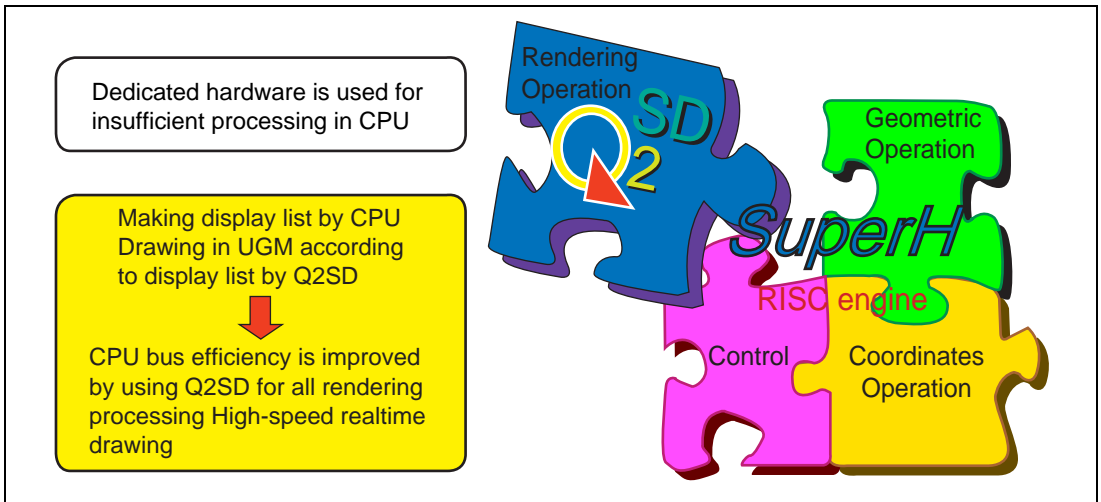 Dedicated hardware is used for
insufficient processing in CPU
Making display list by CPU
Drawing in UGM according
to display list by Q2SD
CPU bus efficiency is improved
by using Q2SD for all rendering
processing High-speed realtime
drawing
Rendering
Operation
Q2
SD
Geometric
Operation
SuperH
RISC engine
Control
Coordinates
Operation